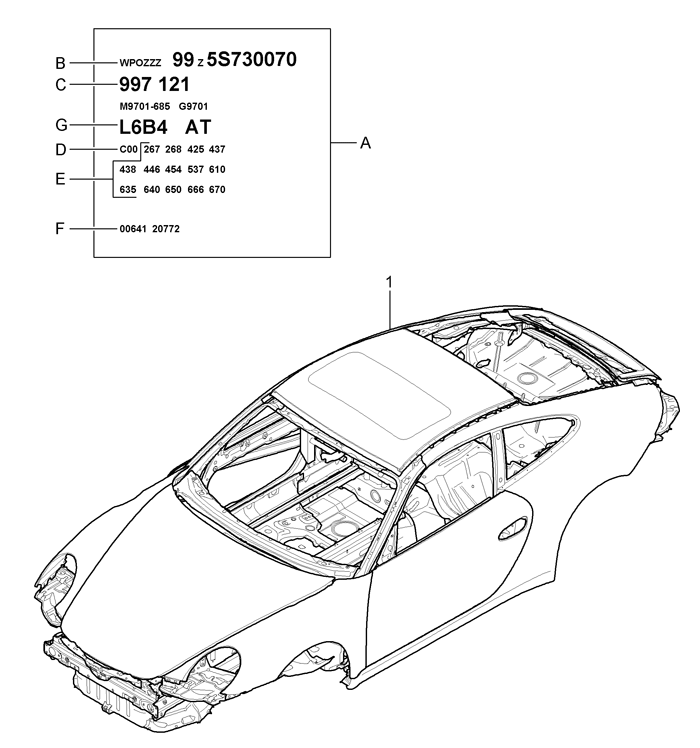 B WPOZZZ 99 Z 5S730070
C 997 121
M9701-685 G9701
G L6B4 AT
A
D C00 267 268 425 437
438 446 454 537 610
E
635 640 650 666 670
F 00641 20772
1